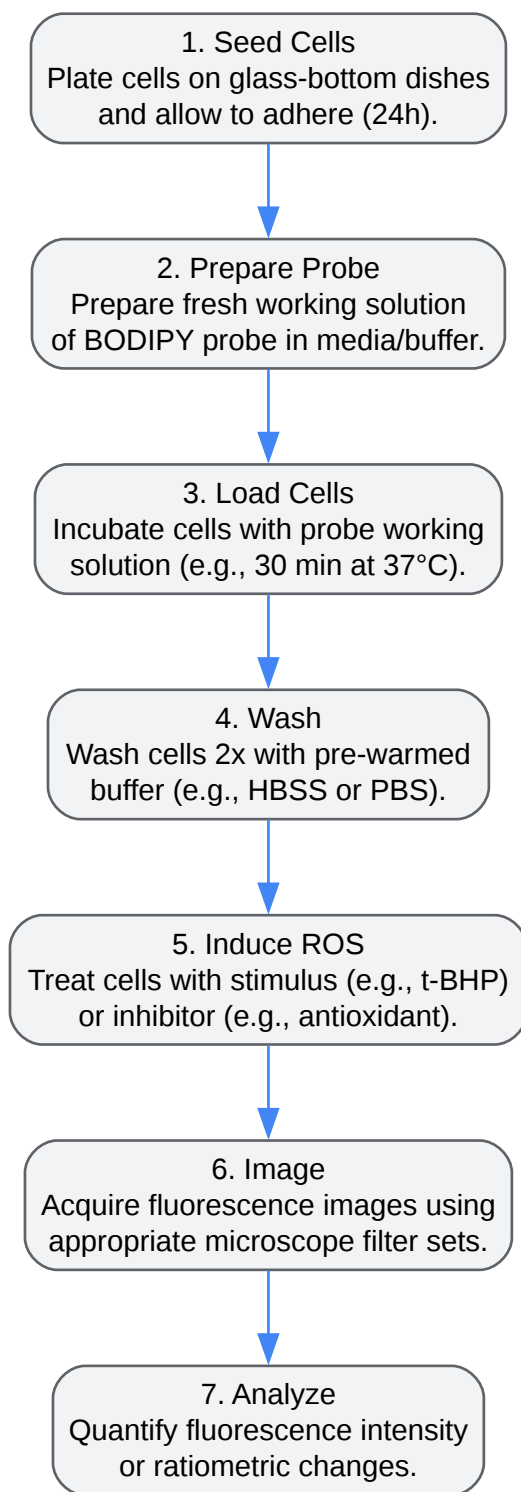 1. Seed Cells
Plate cells on glass-bottom dishes
and allow to adhere (24h).
2. Prepare Probe
Prepare fresh working solution
of BODIPY probe in media/buffer.
3. Load Cells
Incubate cells with probe working
solution (e.g., 30 min at 37°C).
4. Wash
Wash cells 2x with pre-warmed
buffer (e.g., HBSS or PBS).
5. Induce ROS
Treat cells with stimulus (e.g., t-BHP)
or inhibitor (e.g., antioxidant).
6. Image
Acquire fluorescence images using
appropriate microscope filter sets.
7. Analyze
Quantify fluorescence intensity
or ratiometric changes.